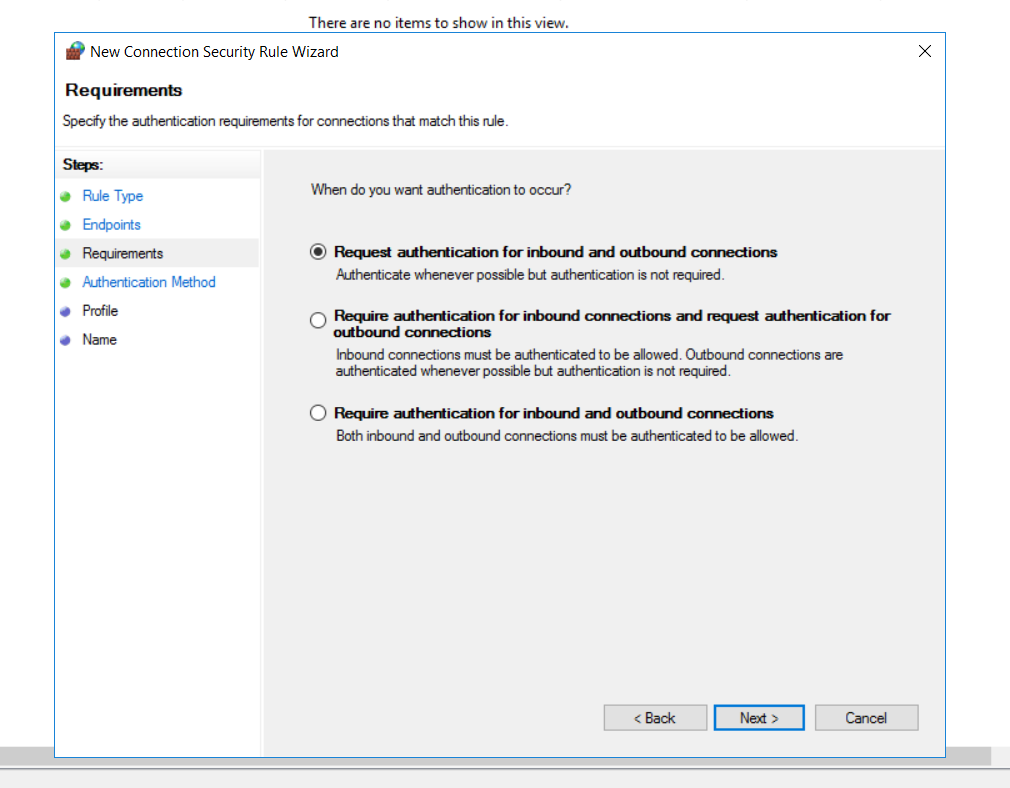 There are no items to show in this view.
New Connection Security Rule Wizard
Requirements
Specify the authentication requirements for connections that match this rule.
Steps:
Rule Type
Endpoints
Requirements
Authentication Method
Profile
Name
When do you want authentication to occur?
Request authentication for inbound and outbound connections
Authenticate whenever possible but authentication is not required.
Require authentication for inbound connections and request authentication for
outbound connections
Inbound connections must be authenticated to be allowed. Outbound connections are
authenticated whenever possible but authentication is not required.
Require authentication for inbound and outbound connections
Both inbound and outbound connections must be authenticated to be allowed.
< Back
Next >
Cancel